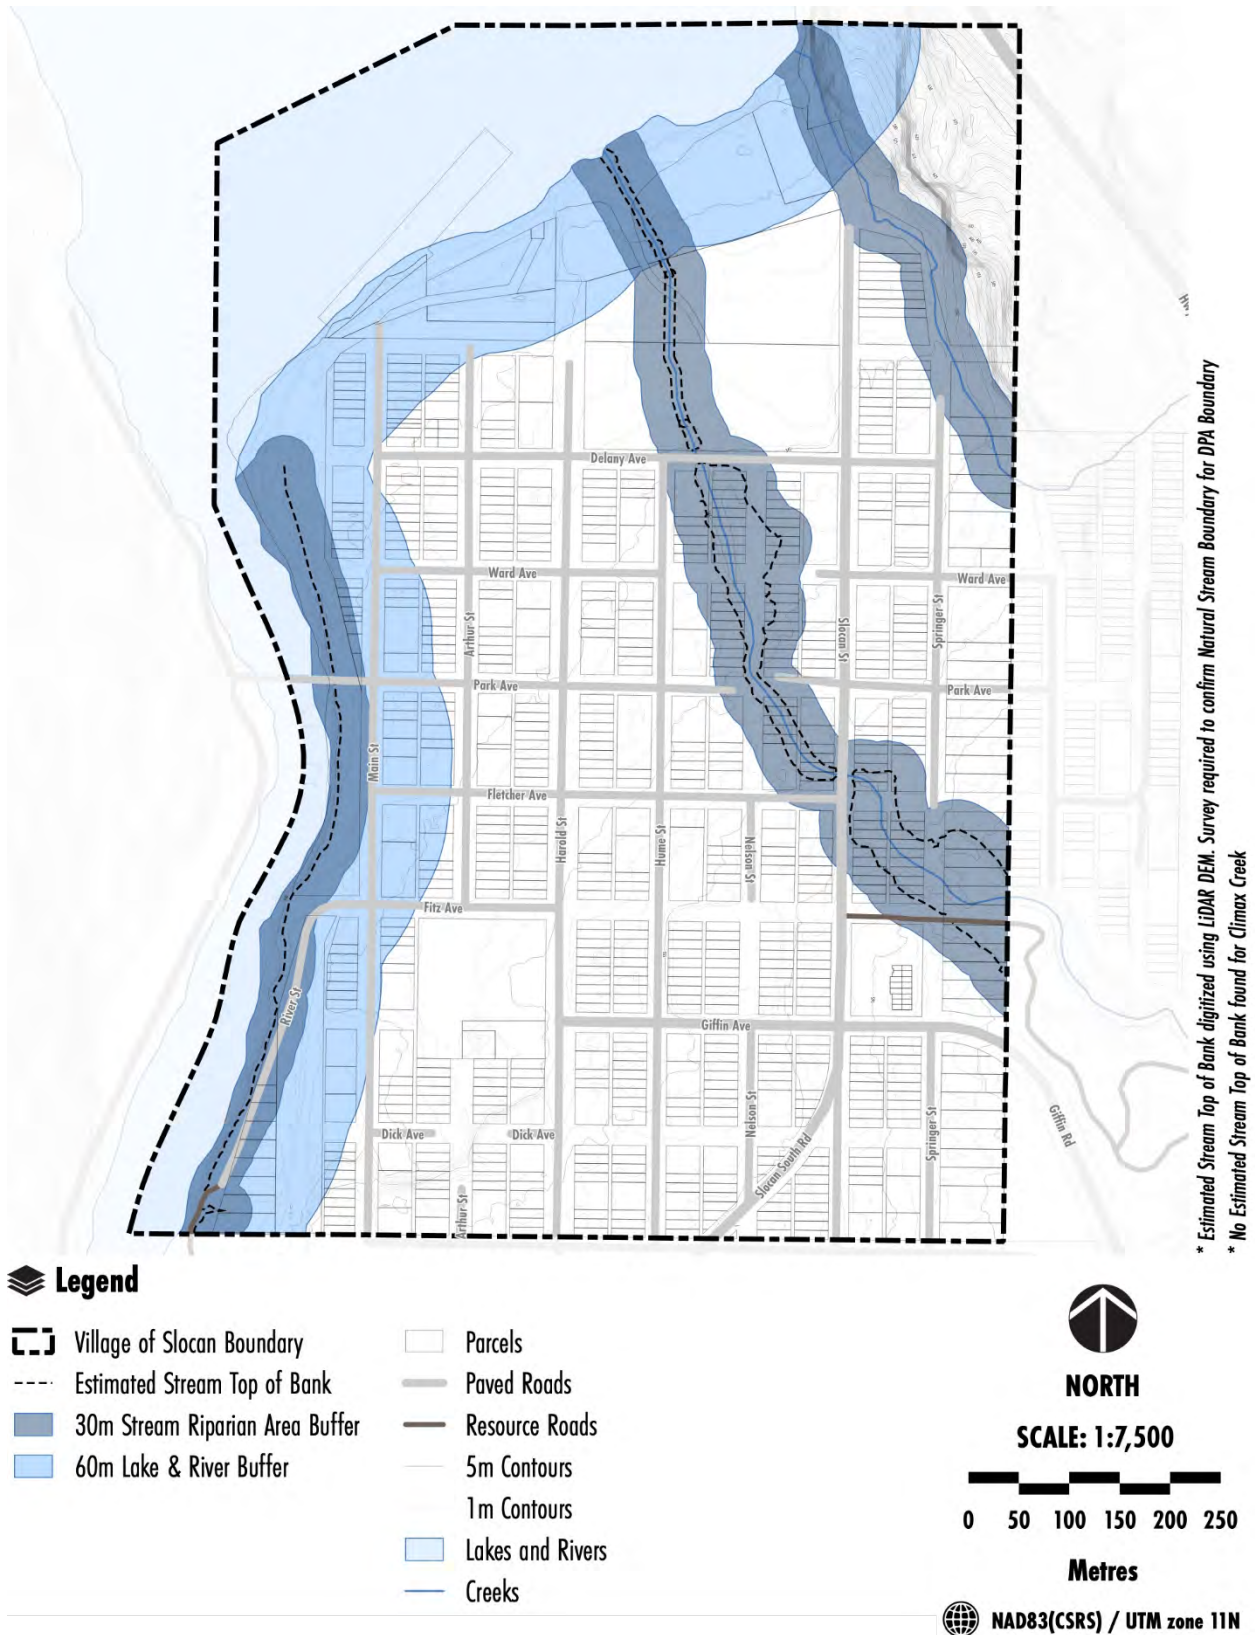 Delany Ave
Ward Ave
Ward Ave
Arthur St
Slocan St
Springer St
Park Ave
Park Ave
Main St
Fletcher Ave
Harold St
Hume St
Nelson St
Fitz Ave
River St
Giffin Ave
Dick Ave
Dick Ave
Nelson St
Slocan South Rd
Springer St
Giffin Rd
Arthur St
* Estimated Stream Top of Bank digitized using LiDAR DEM. Survey required to confirm Natural Stream Boundary for DPA Boundary
* No Estimated Stream Top of Bank found for Climax Creek
Legend
Village of Slocan Boundary
Estimated Stream Top of Bank
30m Stream Riparian Area Buffer
60m Lake & River Buffer
Parcels
Paved Roads
Resource Roads
5m Contours
1m Contours
Lakes and Rivers
Creeks
NORTH
SCALE: 1:7,500
0 50 100 150 200 250
Metres
NAD83(CSRS) / UTM zone 11N